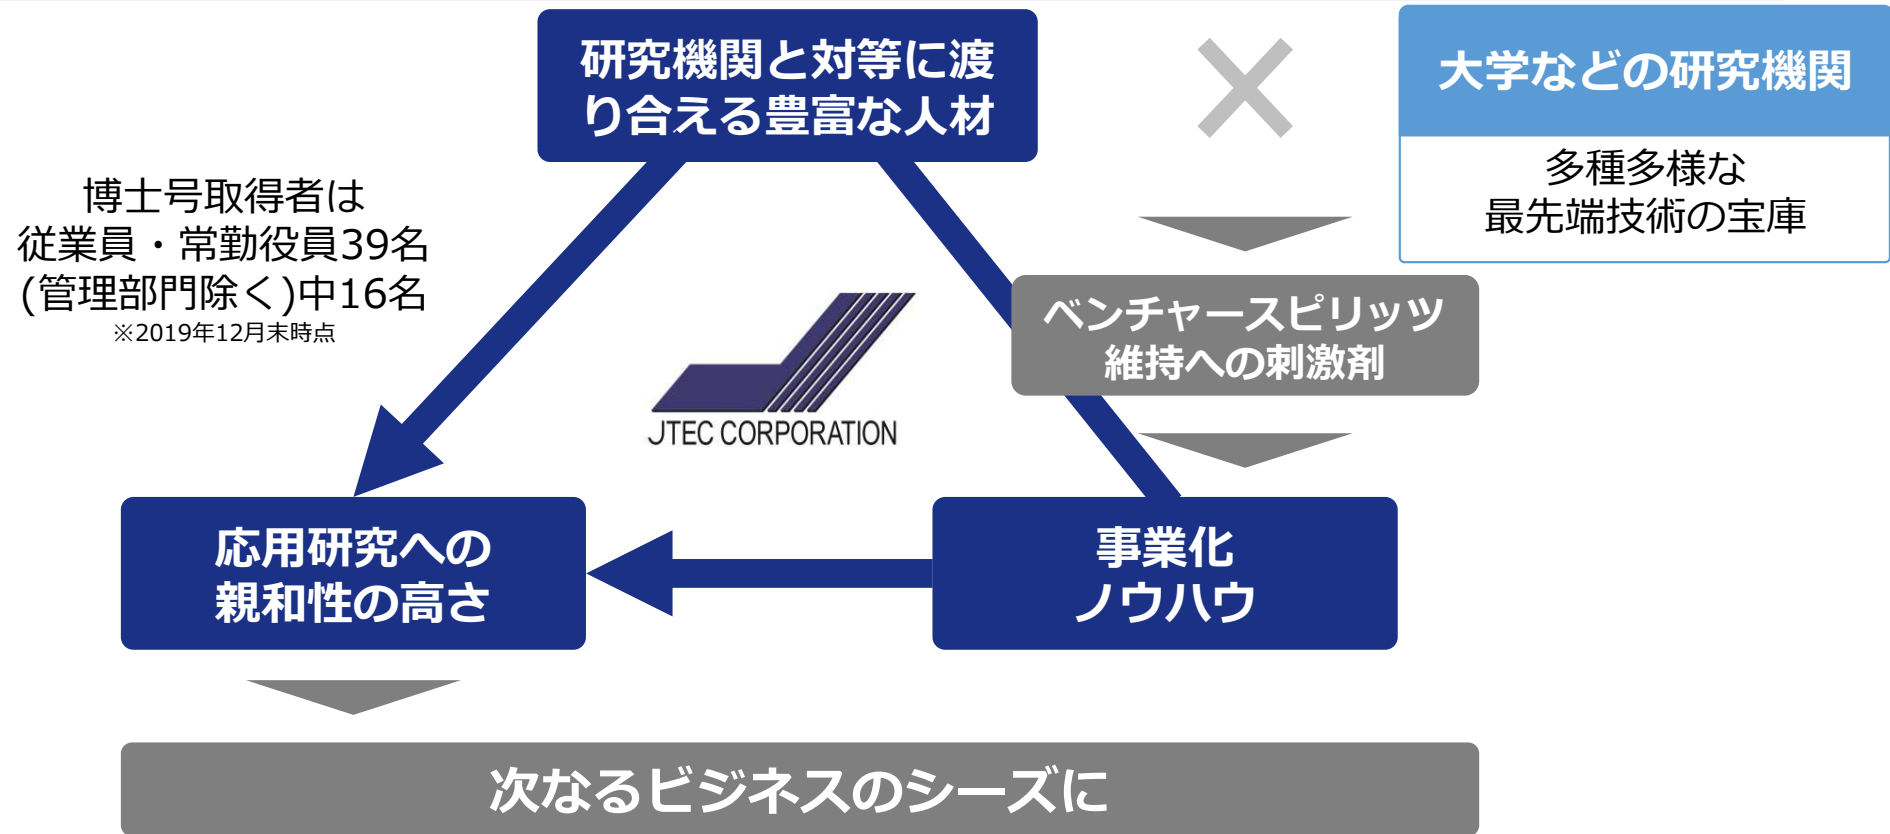 研究機関と対等に渡
り合える豊富な人材
大学などの研究機関
多種多様な
最先端技術の宝庫
博士号取得者は
従業員・常勤役員39名
(管理部門除く)中16名
※2019年12月末時点
ベンチャースピリッツ
維持への刺激剤
JTEC CORPORATION
応用研究への
親和性の高さ
事業化
ノウハウ
次なるビジネスのシーズに